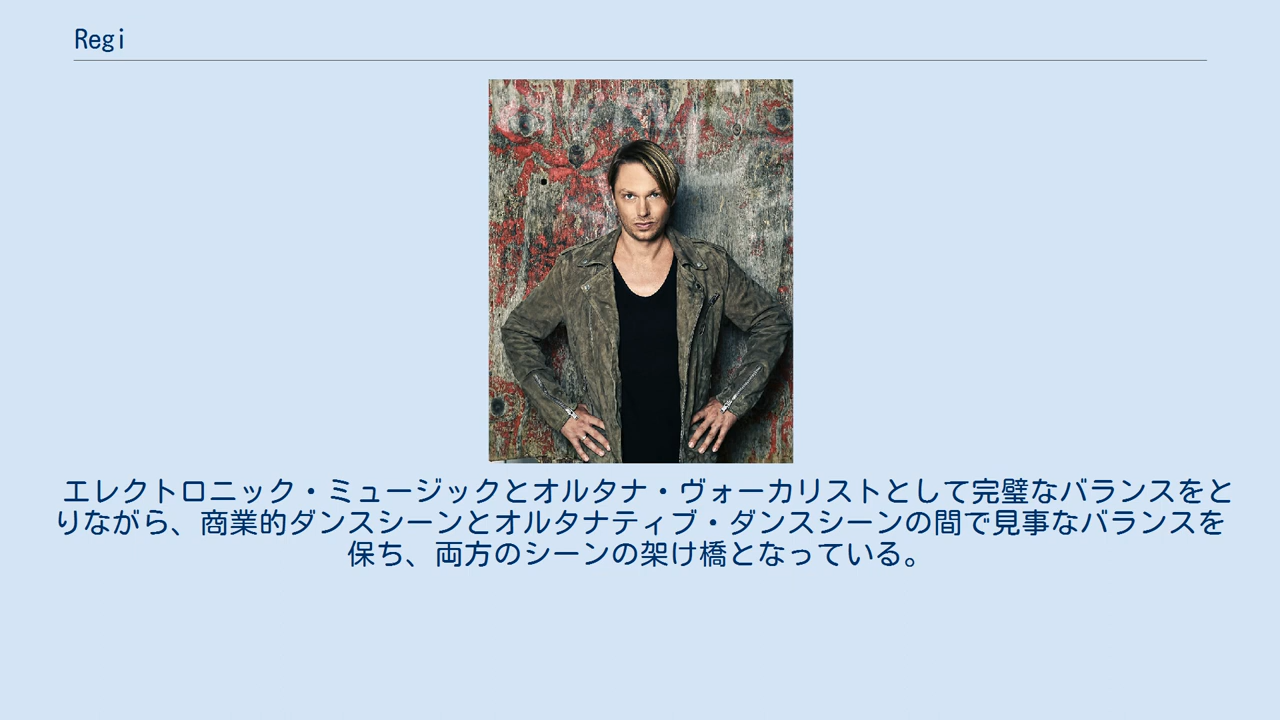 Regi
エレクトロニック・ミュージックとオルタナ・ヴォーカリストとして完璧なバランスをと
りながら、商業的ダンスシーンとオルタナティブ・ダンスシーンの間で見事なバランスを
保ち、両方のシーンの架け橋となっている。